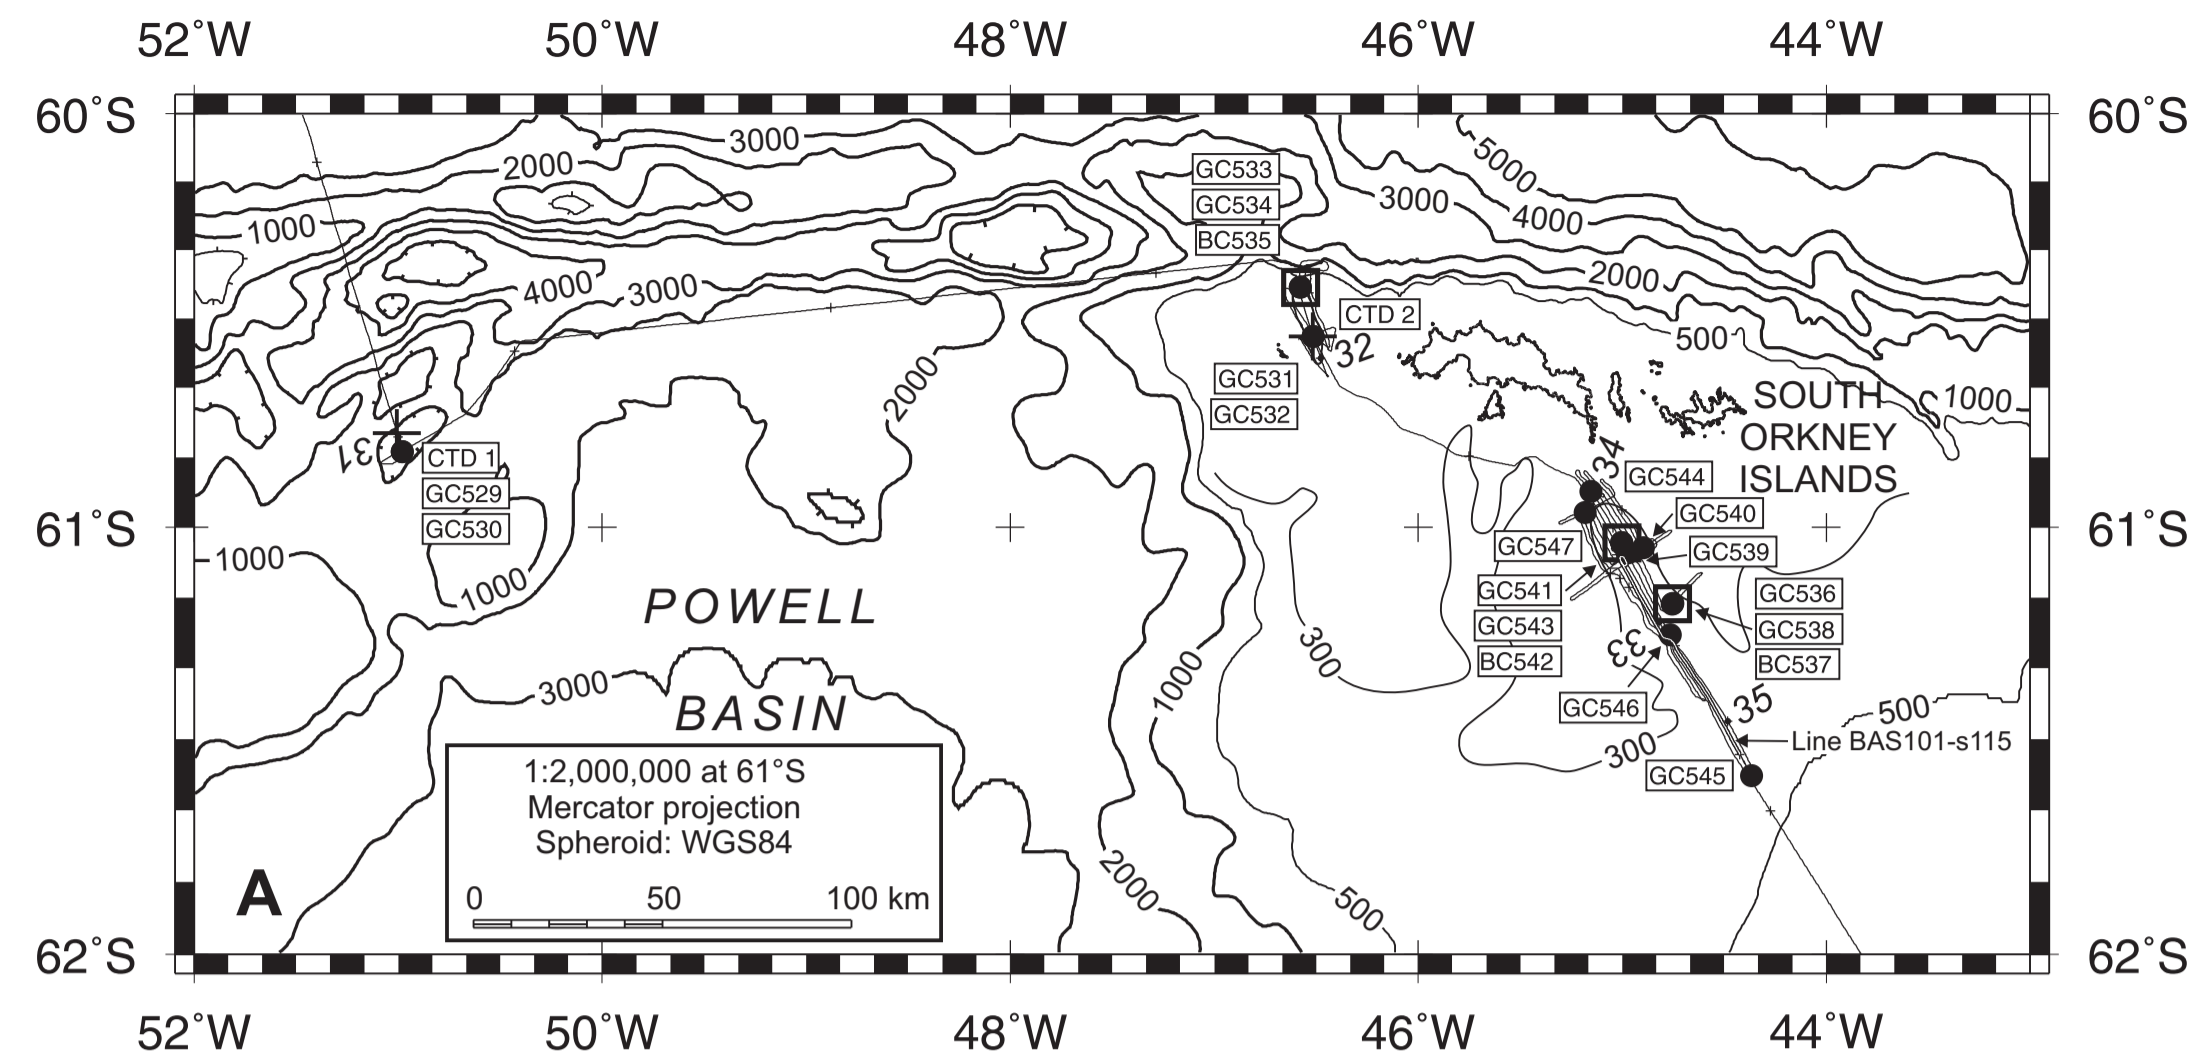 52˚W 50˚W 48˚W 46˚W 44˚W
60˚S 60˚S
3000
2000
1000
4000
3000
GC533
GC534
BC535
5000
3000
4000
2000
CTD 2
32
500
GC531
GC532
2000
SOUTH
ORKNEY
ISLANDS
1000
31
CTD 1
GC529
GC530
34
GC544
GC540
61˚S 61˚S
GC547
GC539
1000
1000
GC541
GC543
BC542
GC536
GC538
BC537
POWELL
BASIN
3000
300
1000
33
GC546
35
500
300
Line BAS101-s115
GC545
1:2,000,000 at 61°S
Mercator projection
Spheroid: WGS84
0 50 100 km
2000
500
A
62˚S 62˚S
52˚W 50˚W 48˚W 46˚W 44˚W